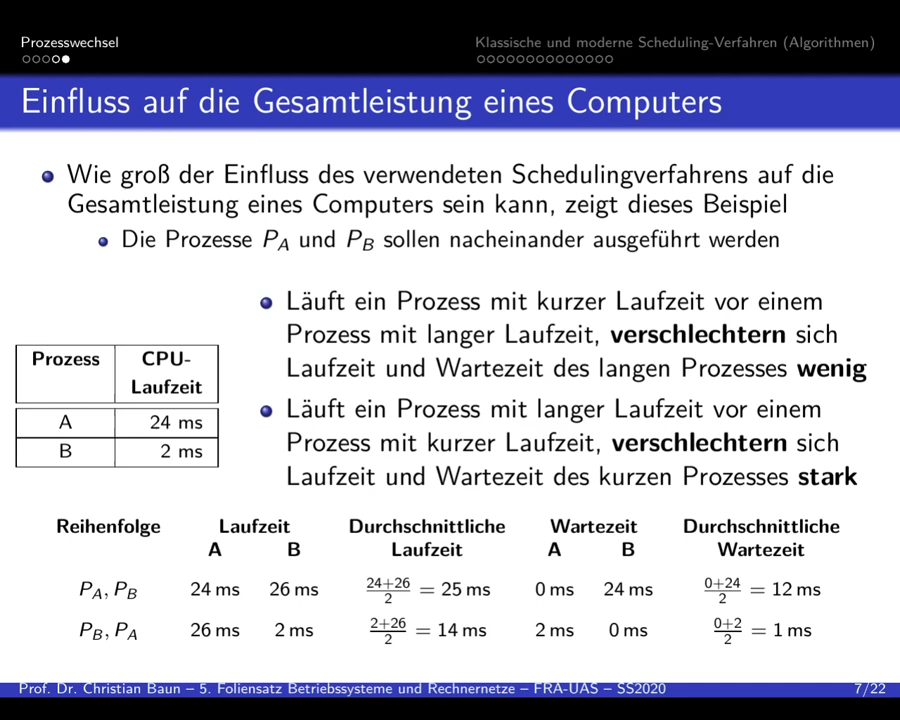 Prozesswechsel
Klassische und moderne Scheduling-Verfahren (Algorithmen)
Einfluss auf die Gesamtleistung eines Computers
Wie groß der Einfluss des verwendeten Schedulingverfahrens auf die
Gesamtleistung eines Computers sein kann, zeigt dieses Beispiel
Die Prozesse P_A und P_B sollen nacheinander ausgeführt werden
Prozess CPU-
Laufzeit
A 24 ms
B 2 ms
Läuft ein Prozess mit kurzer Laufzeit vor einem
Prozess mit langer Laufzeit, verschlechtern sich
Laufzeit und Wartezeit des langen Prozesses wenig
Läuft ein Prozess mit langer Laufzeit vor einem
Prozess mit kurzer Laufzeit, verschlechtern sich
Laufzeit und Wartezeit des kurzen Prozesses stark
Reihenfolge Laufzeit Durchschnittliche Wartezeit Durchschnittliche
A B Laufzeit A B Wartezeit
P_A, P_B 24 ms 26 ms (24+26)/2 = 25 ms 0 ms 24 ms (0+24)/2 = 12 ms
P_B, P_A 26 ms 2 ms (2+26)/2 = 14 ms 2 ms 0 ms (0+2)/2 = 1 ms
Prof. Dr. Christian Baun – 5. Foliensatz Betriebssysteme und Rechnernetze – FRA-UAS – SS2020 7/22